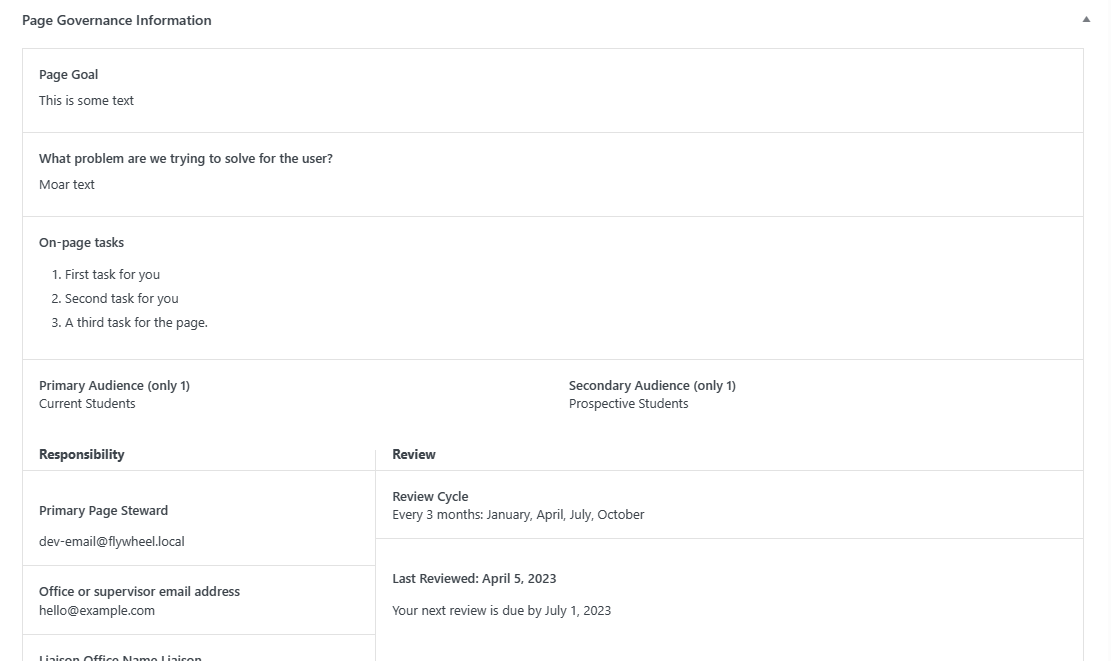 Page Governance Information
Page Goal
This is some text
What problem are we trying to solve for the user?
Moar text
On-page tasks
1. First task for you
2. Second task for you
3. A third task for the page.
Primary Audience (only 1)
Current Students
Secondary Audience (only 1)
Prospective Students
Responsibility
Primary Page Steward
dev-email@flywheel.local
Office or supervisor email address
hello@example.com
Liaison Office Name Liaison
Review
Review Cycle
Every 3 months: January, April, July, October
Last Reviewed: April 5, 2023
Your next review is due by July 1, 2023